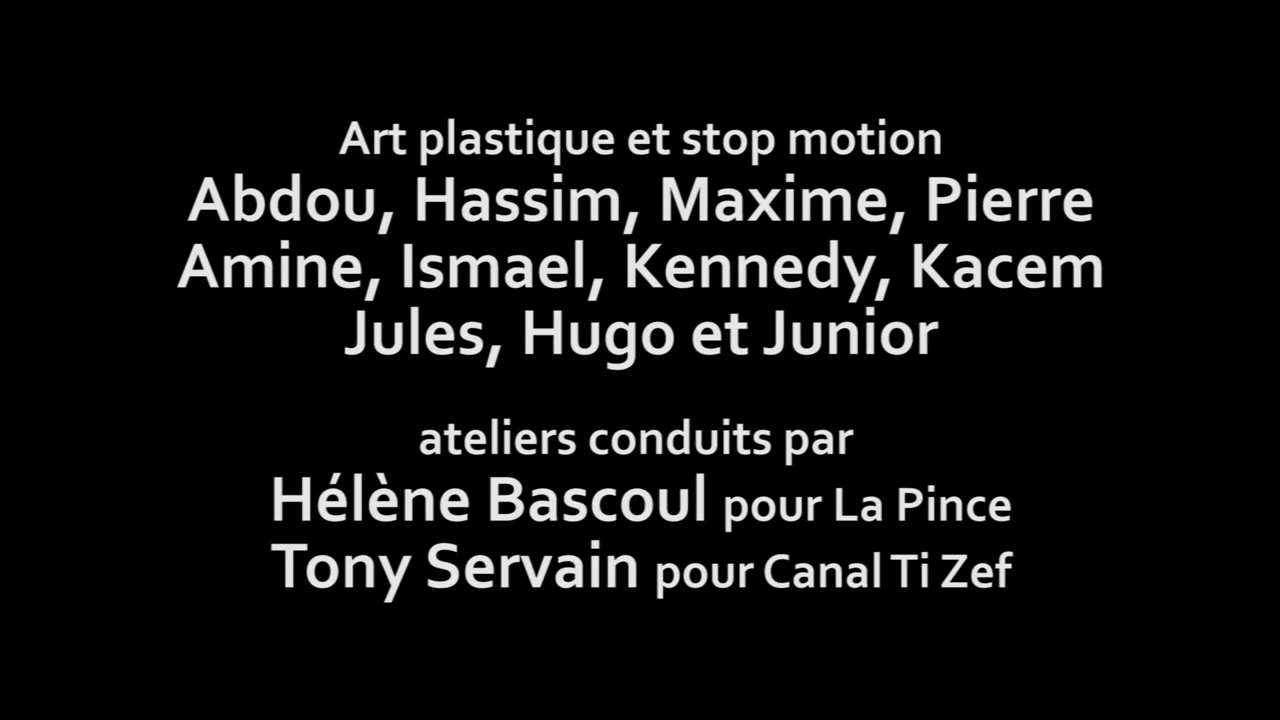 Art plastique et stop motion
Abdou, Hassim, Maxime, Pierre
Amine, Ismael, Kennedy, Kacem
Jules, Hugo et Junior
ateliers conduits par
Hélène Bascoul pour La Pince
Tony Servain pour Canal Ti Zef